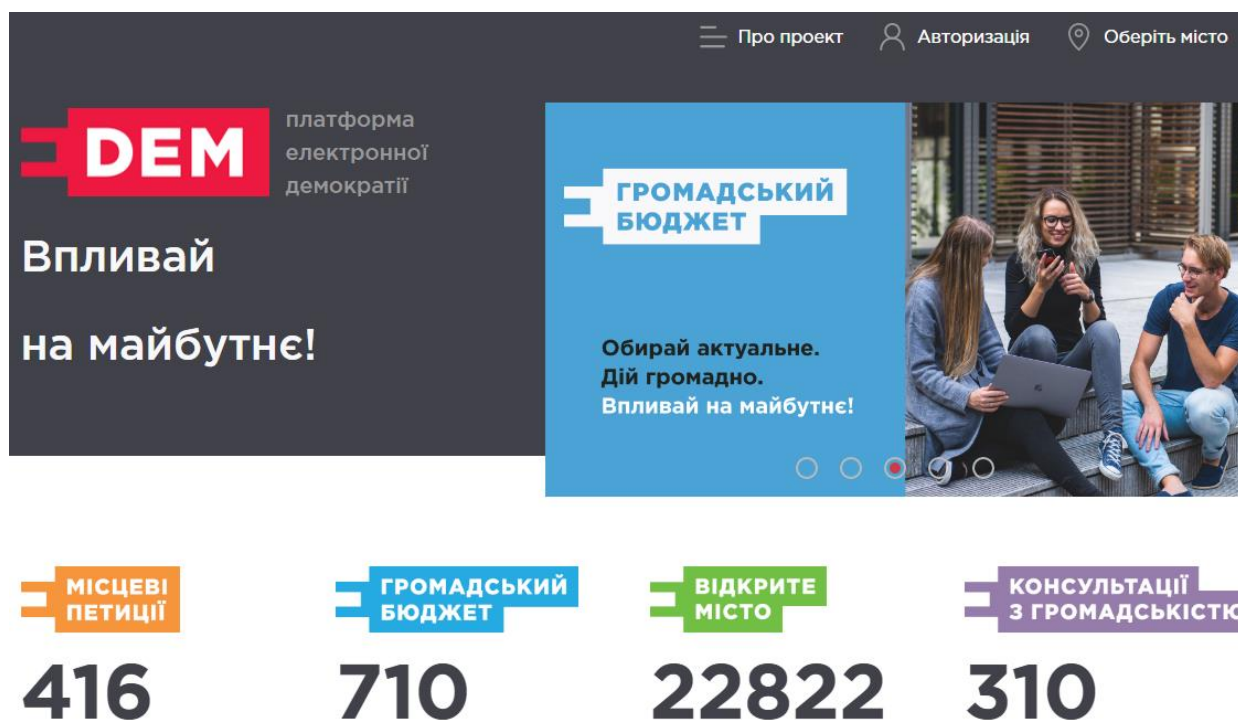 Про проект
Авторизація
Оберіть місто
DEM
платформа
електронної
демократії
Впливай
на майбутнє!
ГРОМАДСЬКИЙ
БЮДЖЕТ
Обирай актуальне.
Дій громадно.
Впливай на майбутнє!
МІСЦЕВІ
ПЕТИЦІЇ
416
ГРОМАДСЬКИЙ
БЮДЖЕТ
710
ВІДКРИТЕ
МІСТО
22822
КОНСУЛЬТАЦІЇ
З ГРОМАДСЬКІСТЮ
310